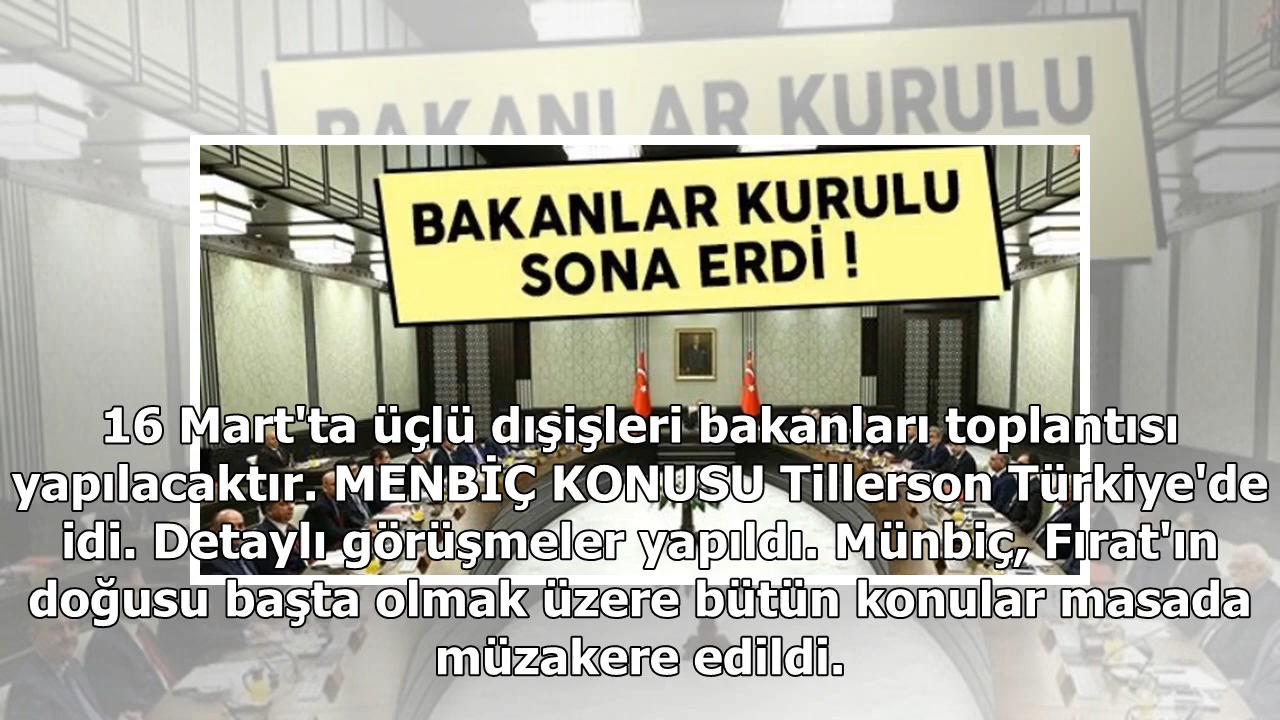 BAKANLAR KURULU
BAKANLAR KURULU
SONA ERDİ !
16 Mart'ta üçlü dışişleri bakanları toplantısı
yapılacaktır. MENBİÇ KONUSU Tillerson Türkiye'de
idi. Detaylı görüşmeler yapıldı. Münbiç, Fırat'ın
doğusu başta olmak üzere bütün konular masada
müzakere edildi.